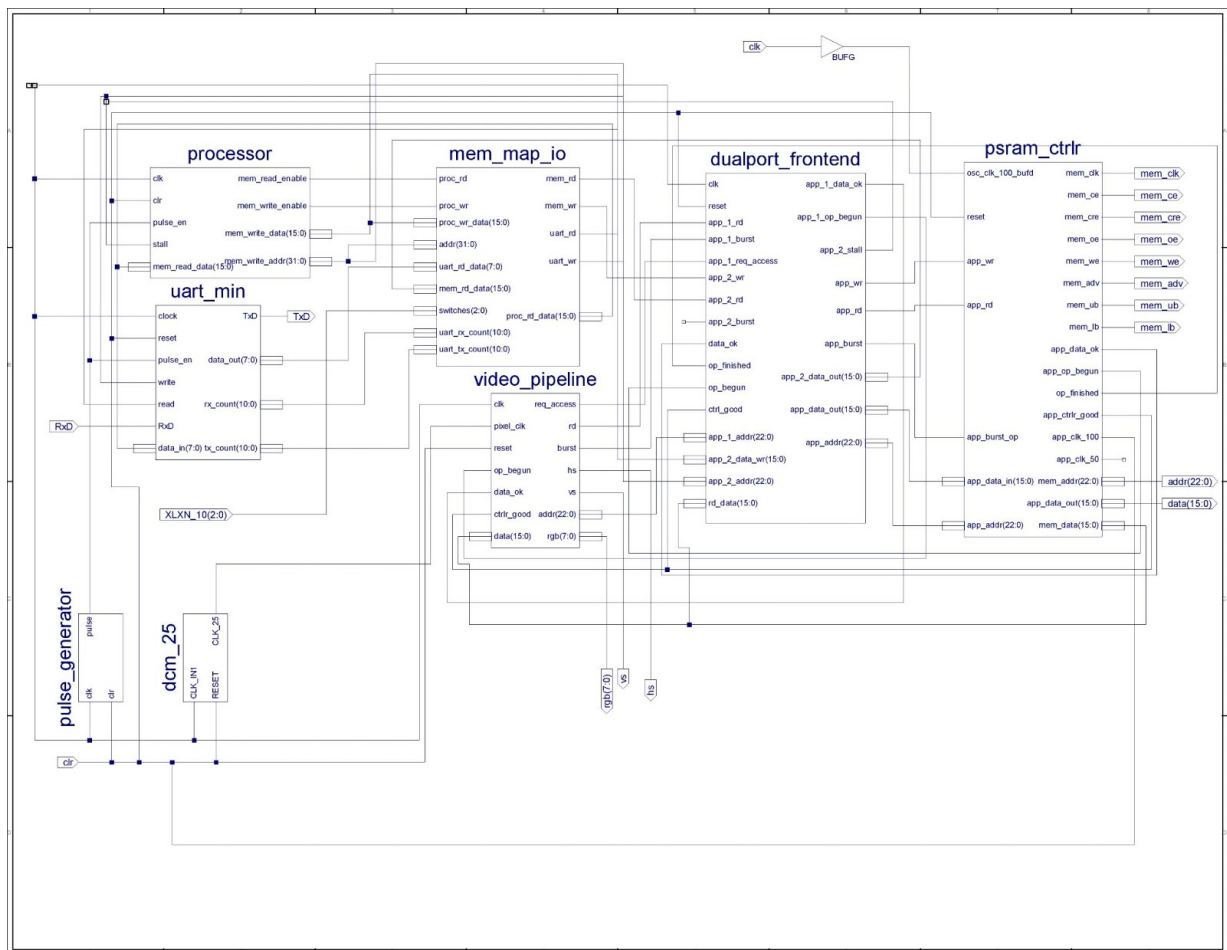 1 2 3 4 5 6 7 8
clk
BUFG
processor
clk mem_read_enable
clr mem_write_enable
pulse_en
mem_write_data(15:0)
stall
mem_write_addr(31:0)
mem_read_data(15:0)
mem_map_io
proc_rd mem_rd
proc_wr mem_wr
proc_wr_data(15:0) uart_rd
addr(31:0)
uart_wr
uart_rd_data(7:0)
mem_rd_data(15:0)
switches(2:0)
proc_rd_data(15:0)
uart_rx_count(10:0)
uart_tx_count(10:0)
dualport_frontend
clk app_1_data_ok
reset
app_1_op_begun
app_1_rd
app_1_burst
app_2_stall
app_1_req_access
app_2_wr app_wr
app_2_rd
app_rd
app_2_burst
data_ok app_burst
op_finished
app_2_data_out(15:0)
op_begun
ctrl_good app_data_out(15:0)
app_1_addr(22:0)
app_addr(22:0)
app_2_data_wr(15:0)
app_2_addr(22:0)
rd_data(15:0)
psram_ctrlr
osc_clk_100_bufd mem_clk mem_clk
mem_ce mem_ce
reset mem_cre mem_cre
mem_oe mem_oe
app_wr mem_we mem_we
mem_adv mem_adv
app_rd mem_ub mem_ub
mem_lb mem_lb
app_data_ok
app_op_begun
op_finished
app_ctrlr_good
app_burst_op app_clk_100
app_clk_50
app_data_in(15:0) mem_addr(22:0) addr(22:0)
app_data_out(15:0) data(15:0)
app_addr(22:0) mem_data(15:0)
uart_min
clock TxD TxD
reset
pulse_en data_out(7:0)
write
read rx_count(10:0)
RxD RxD
data_in(7:0) tx_count(10:0)
video_pipeline
clk req_access
pixel_clk rd
reset burst
op_begun hs
data_ok vs
ctrlr_good addr(22:0)
data(15:0) rgb(7:0)
XLXN_10(2:0)
pulse_generator
pulse
clk
clr
dcm_25
CLK_25
CLK_IN1
RESET
rgb(7:0)
vs
hs
clr